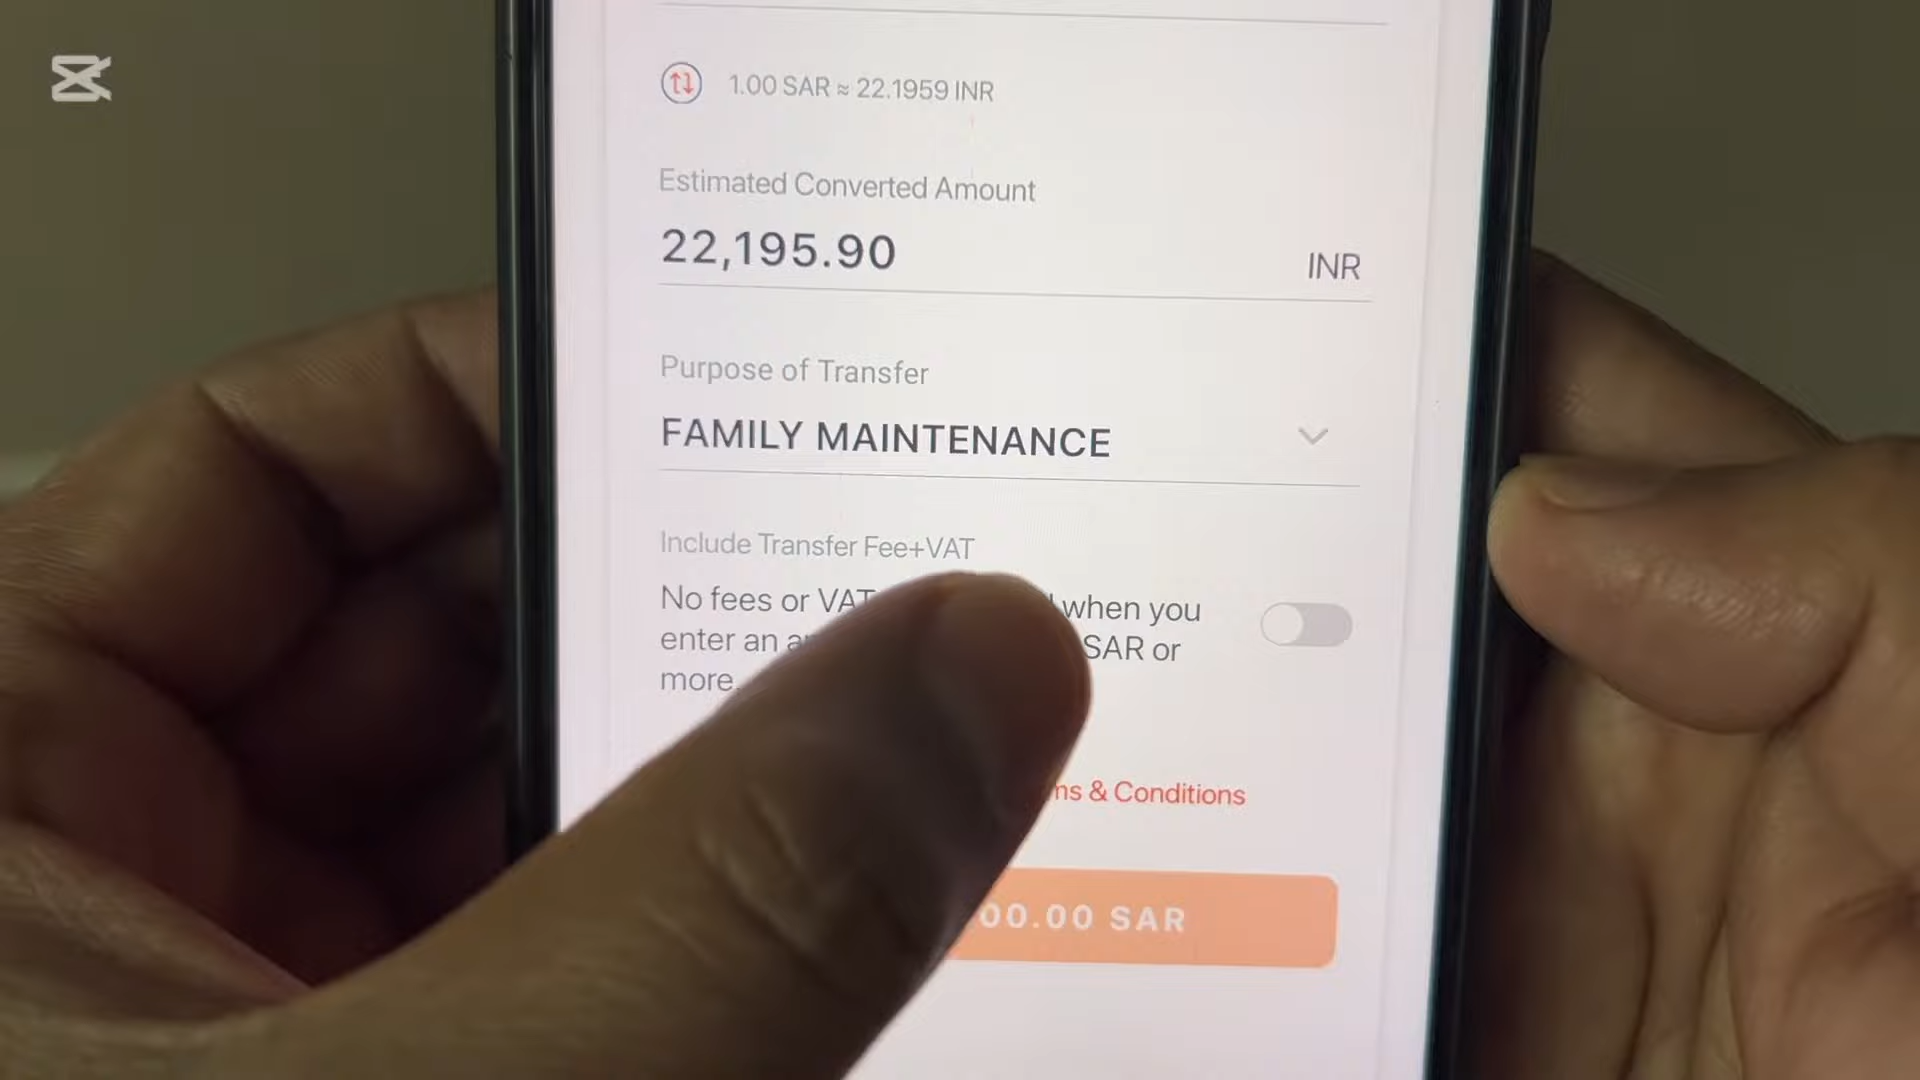 1.00 SAR ≈ 22.1959 INR
Estimated Converted Amount
22,195.90
INR
Purpose of Transfer
FAMILY MAINTENANCE
Include Transfer Fee+VAT
No fees or VAT when you
enter an SAR or
more.
& Conditions
00.00 SAR